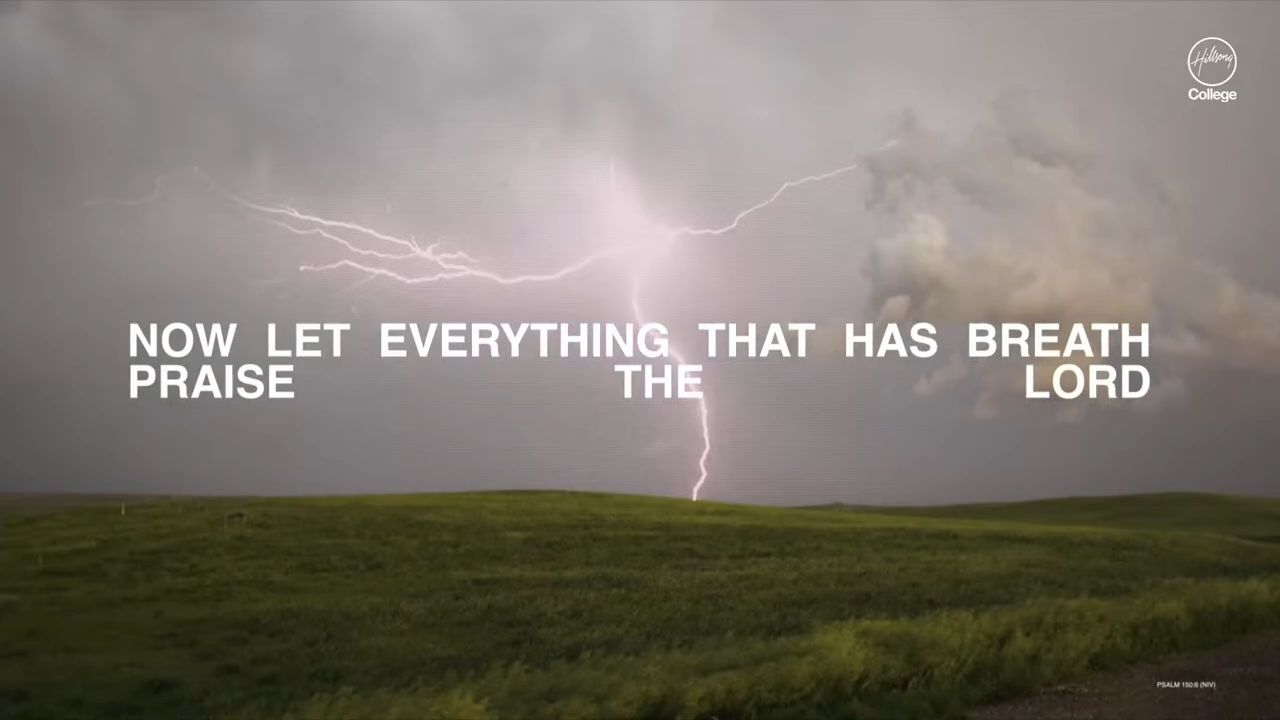 Hillsong
College
NOW LET EVERYTHING THAT HAS BREATH
PRAISE THE LORD
PSALM 150:6 (NIV)